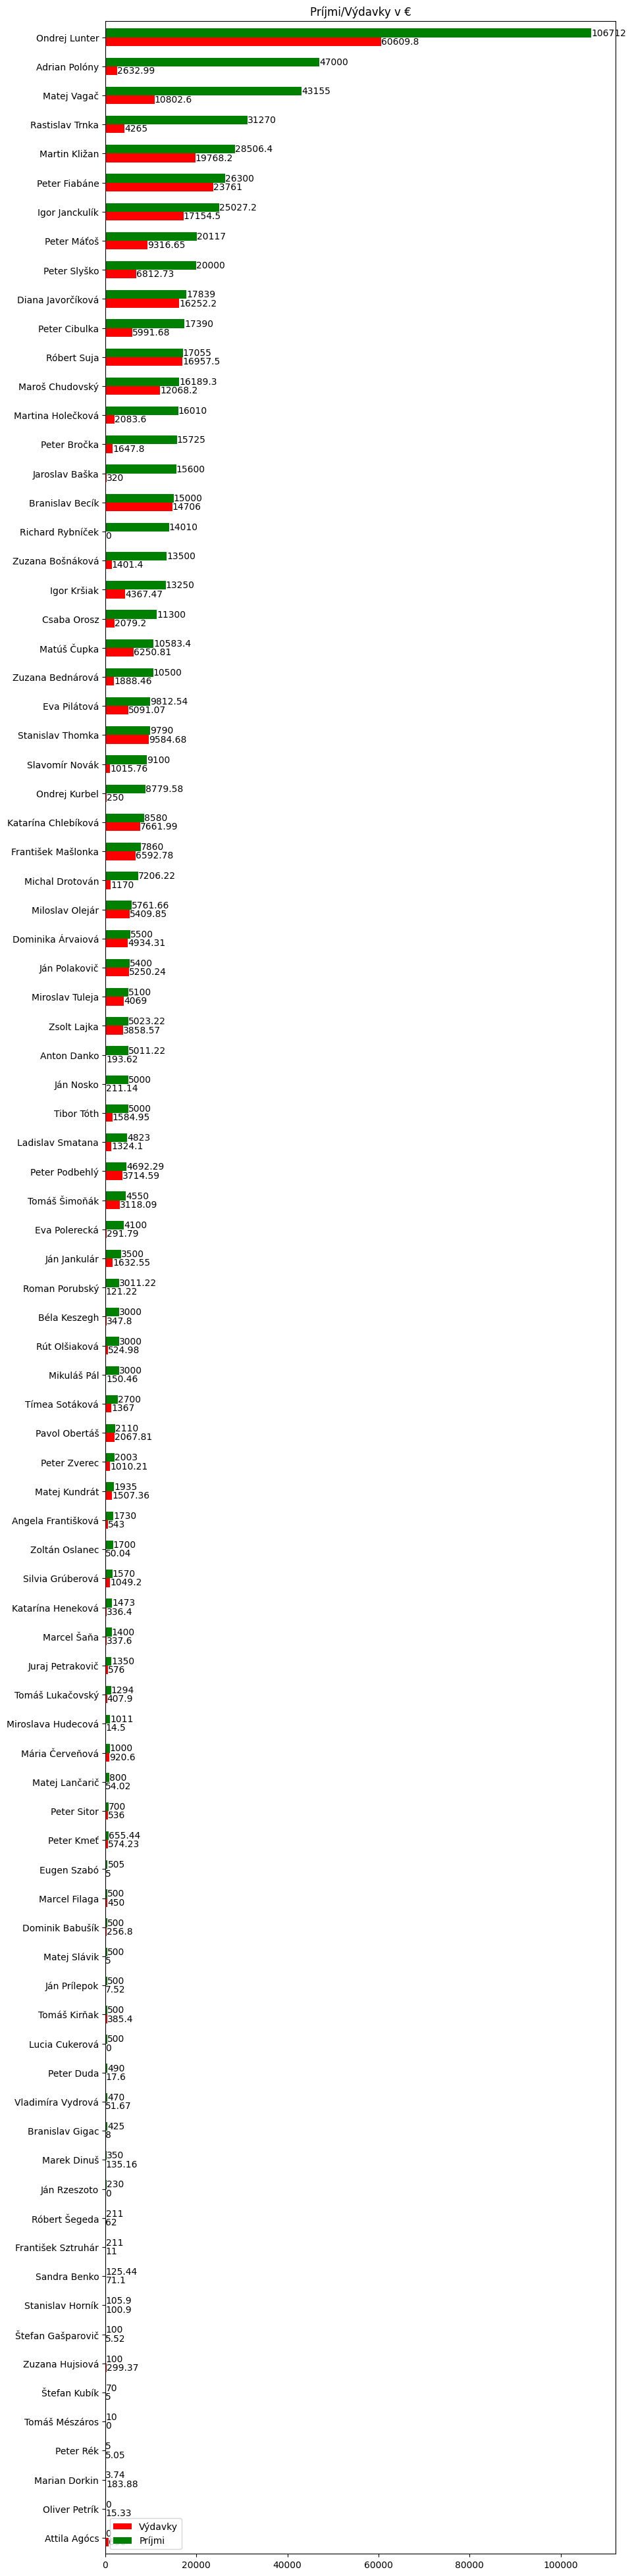 Príjmi/Výdavky v €
Ondrej Lunter 106712
60609.8
Adrian Polóny 47000
2632.99
Matej Vagač 43155
10802.6
Rastislav Trnka 31270
4265
Martin Kližan 28506.4
19768.2
Peter Fiabáne 26300
23761
Igor Janckulík 25027.2
17154.5
Peter Máťoš 20117
9316.65
Peter Slyško 20000
6812.73
Diana Javorčíková 17839
16252.2
Peter Cibulka 17390
5991.68
Róbert Suja 17055
16957.5
Maroš Chudovský 16189.3
12068.2
Martina Holečková 16010
2083.6
Peter Bročka 15725
1647.8
Jaroslav Baška 15600
320
Branislav Becík 15000
14706
Richard Rybníček 14010
0
Zuzana Bošnáková 13500
1401.4
Igor Kršiak 13250
4367.47
Csaba Orosz 11300
2079.2
Matúš Čupka 10583.4
6250.81
Zuzana Bednárová 10500
1888.46
Eva Pilátová 9812.54
5091.07
Stanislav Thomka 9790
9584.68
Slavomír Novák 9100
1015.76
Ondrej Kurbel 8779.58
250
Katarína Chlebíková 8580
7661.99
František Mašlonka 7860
6592.78
Michal Drotován 7206.22
1170
Miloslav Olejár 5761.66
5409.85
Dominika Árvaiová 5500
4934.31
Ján Polakovič 5400
5250.24
Miroslav Tuleja 5100
4069
Zsolt Lajka 5023.22
3858.57
Anton Danko 5011.22
193.62
Ján Nosko 5000
211.14
Tibor Tóth 5000
1584.95
Ladislav Smatana 4823
1324.1
Peter Podbehlý 4692.29
3714.59
Tomáš Šimoňák 4550
3118.09
Eva Polerecká 4100
291.79
Ján Jankulár 3500
1632.55
Roman Porubský 3011.22
121.22
Béla Keszegh 3000
347.8
Rút Olšiaková 3000
524.98
Mikuláš Pál 3000
150.46
Tímea Sotáková 2700
1367
Pavol Obertáš 2110
2067.81
Peter Zverec 2003
1010.21
Matej Kundrát 1935
1507.36
Angela Františková 1730
543
Zoltán Oslanec 1700
50.04
Silvia Grúberová 1570
1049.2
Katarína Heneková 1473
336.4
Marcel Šaňa 1400
337.6
Juraj Petrakovič 1350
576
Tomáš Lukačovský 1294
407.9
Miroslava Hudecová 1011
14.5
Mária Červeňová 1000
920.6
Matej Lančarič 800
54.02
Peter Sitor 700
536
Peter Kmeť 655.44
574.23
Eugen Szabó 505
5
Marcel Filaga 500
450
Dominik Babušík 500
256.8
Matej Slávik 500
5
Ján Prílepok 500
7.52
Tomáš Kirňak 500
385.4
Lucia Cukerová 500
0
Peter Duda 490
17.6
Vladimíra Vydrová 470
51.67
Branislav Gigac 425
8
Marek Dinuš 350
135.16
Ján Rzeszoto 230
0
Róbert Šegeda 211
62
František Sztruhár 211
11
Sandra Benko 125.44
71.1
Stanislav Horník 105.9
100.9
Štefan Gašparovič 100
5.52
Zuzana Hujsiová 100
299.37
Štefan Kubík 70
5
Tomáš Mészáros 10
0
Peter Rék 5
5.05
Marian Dorkin 3.74
183.88
Oliver Petrík 0
15.33
Attila Agócs 0
Výdavky
Príjmi
0 20000 40000 60000 80000 100000